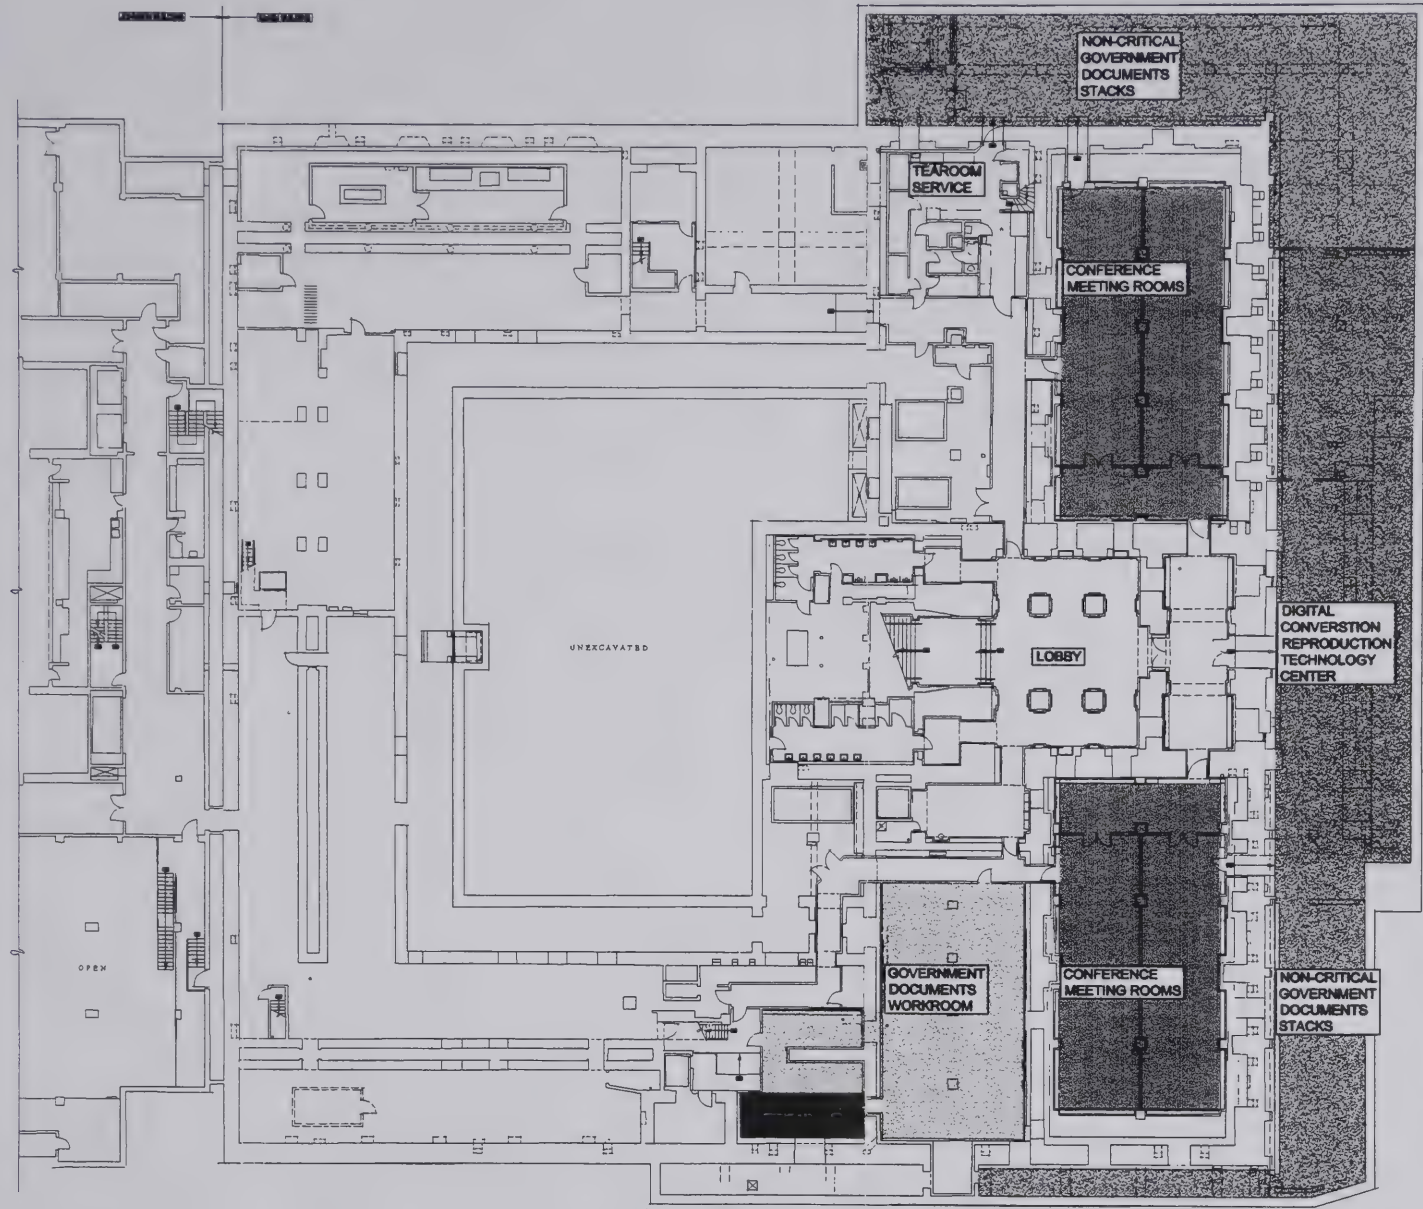 NON-CRITICAL
GOVERNMENT
DOCUMENTS
STACKS
TEAROOM
SERVICE
CONFERENCE
MEETING ROOMS
DIGITAL
CONVERSTION
REPRODUCTION
TECHNOLOGY
CENTER
UNEXCAVATED
LOBBY
OPEN
GOVERNMENT
DOCUMENTS
WORKROOM
CONFERENCE
MEETING ROOMS
NON-CRITICAL
GOVERNMENT
DOCUMENTS
STACKS